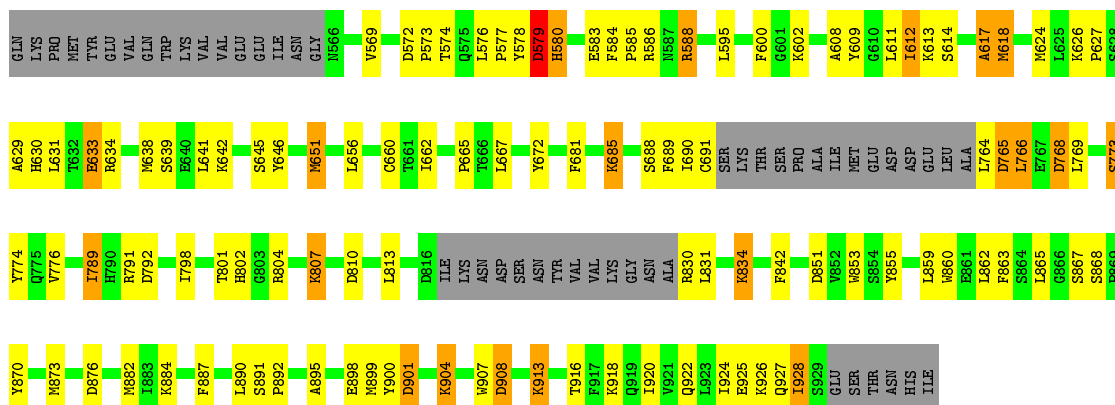 GLN LYS PRO MET TYR GLU VAL GLN TRP LYS VAL VAL GLU GLU ILE ASN GLY N566 V569 D572 P573 T574 Q575 L576 P577 Y578 D579 H580 E583 F584 P585 R586 N587 R588 L595 F600 G601 K602 A608 Y609 G610 L611 I612 K613 S614 A617 M618 M624 L625 K626 P627 S628
A629 H630 L631 T632 E633 R634 M638 S639 E640 L641 K642 S645 Y646 M651 L656 C660 T661 I662 P665 T666 L667 Y672 F681 K685 S688 F689 I690 C691 SER LYS THR SER PRO ALA ILE MET GLU ASP ASP GLU LEU ALA L764 D765 L766 E767 D768 L769 S773
Y774 Q775 V776 I789 H790 R791 D792 I798 T801 H802 G803 R804 K807 D810 L813 D816 ILE LYS ASN ASP SER ASN TYR VAL VAL LYS GLY ASN ALA R830 L831 K834 F842 D851 V852 W853 S854 Y855 L859 W860 E861 L862 F863 S864 L865 G866 S867 S868 P869
Y870 M873 D876 M882 I883 K884 F887 L890 S891 P892 A895 E898 M899 Y900 D901 K904 W907 D908 K913 T916 F917 K918 Q919 I920 V921 Q922 L923 I924 E925 K926 Q927 I928 S929 GLU SER THR ASN HIS ILE